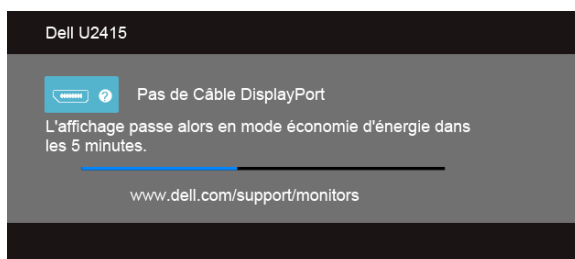 Dell U2415
Pas de Câble DisplayPort
L'affichage passe alors en mode économie d'énergie dans
les 5 minutes.
www.dell.com/support/monitors